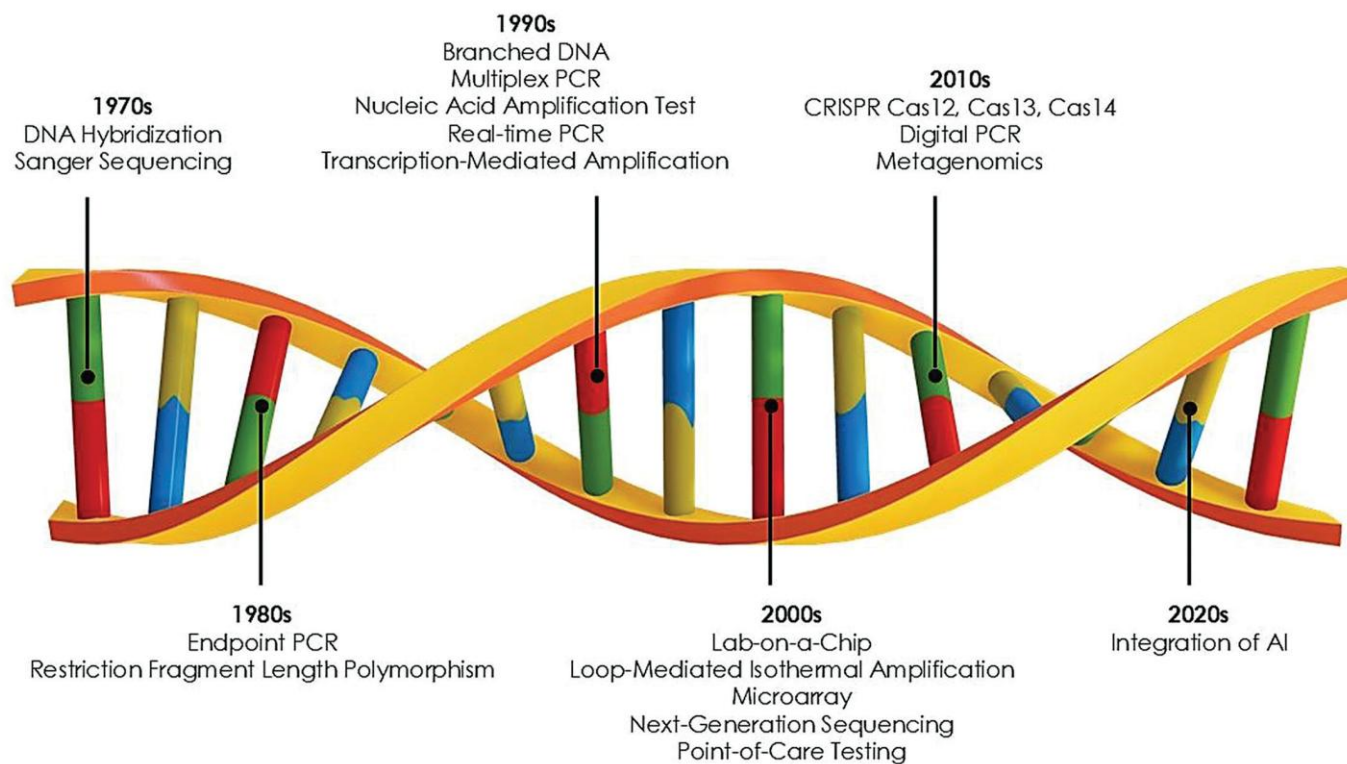 1970s
DNA Hybridization
Sanger Sequencing
1980s
Endpoint PCR
Restriction Fragment Length Polymorphism
1990s
Branched DNA
Multiplex PCR
Nucleic Acid Amplification Test
Real-time PCR
Transcription-Mediated Amplification
2000s
Lab-on-a-Chip
Loop-Mediated Isothermal Amplification
Microarray
Next-Generation Sequencing
Point-of-Care Testing
2010s
CRISPR Cas12, Cas13, Cas14
Digital PCR
Metagenomics
2020s
Integration of AI